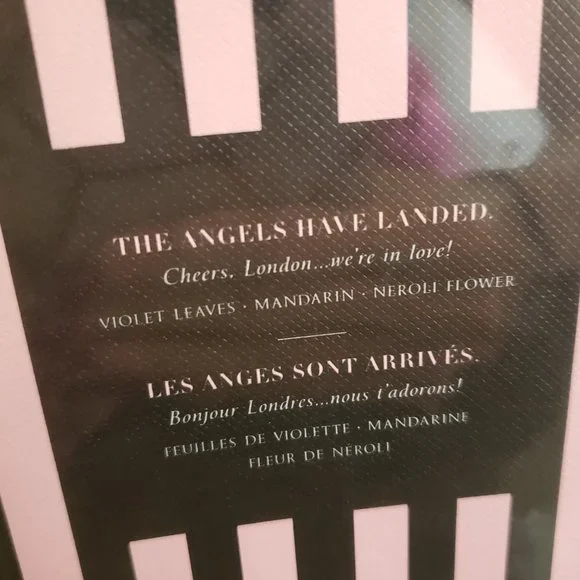 THE ANGELS HAVE LANDED.
Cheers, London...we're in love!
VIOLET LEAVES · MANDARIN · NEROLI FLOWER
LES ANGES SONT ARRIVÉS.
Bonjour Londres...nous t'adorons!
FEUILLES DE VIOLETTE · MANDARINE
FLEUR DE NÉROLI